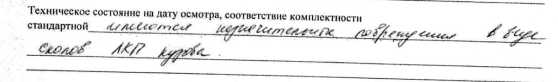 Техническое состояние на дату осмотра, соответствие комплектности
стандартной имеются незначительные повреждения в виде
сколов ЛКП кузова.